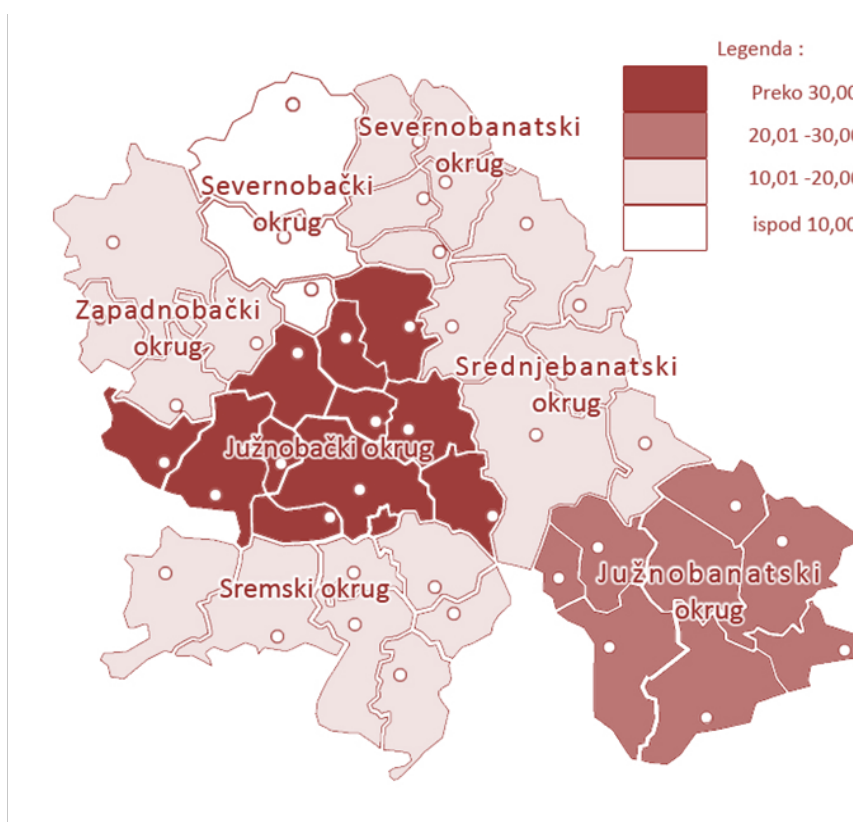 Legenda :
Preko 30,00
20,01 -30,00
10,01 -20,00
ispod 10,00
Severnobanatski
okrug
Severnobački
okrug
Zapadnobački
okrug
Srednjebanatski
okrug
Južnobački okrug
Južnobanatski
okrug
Sremski okrug